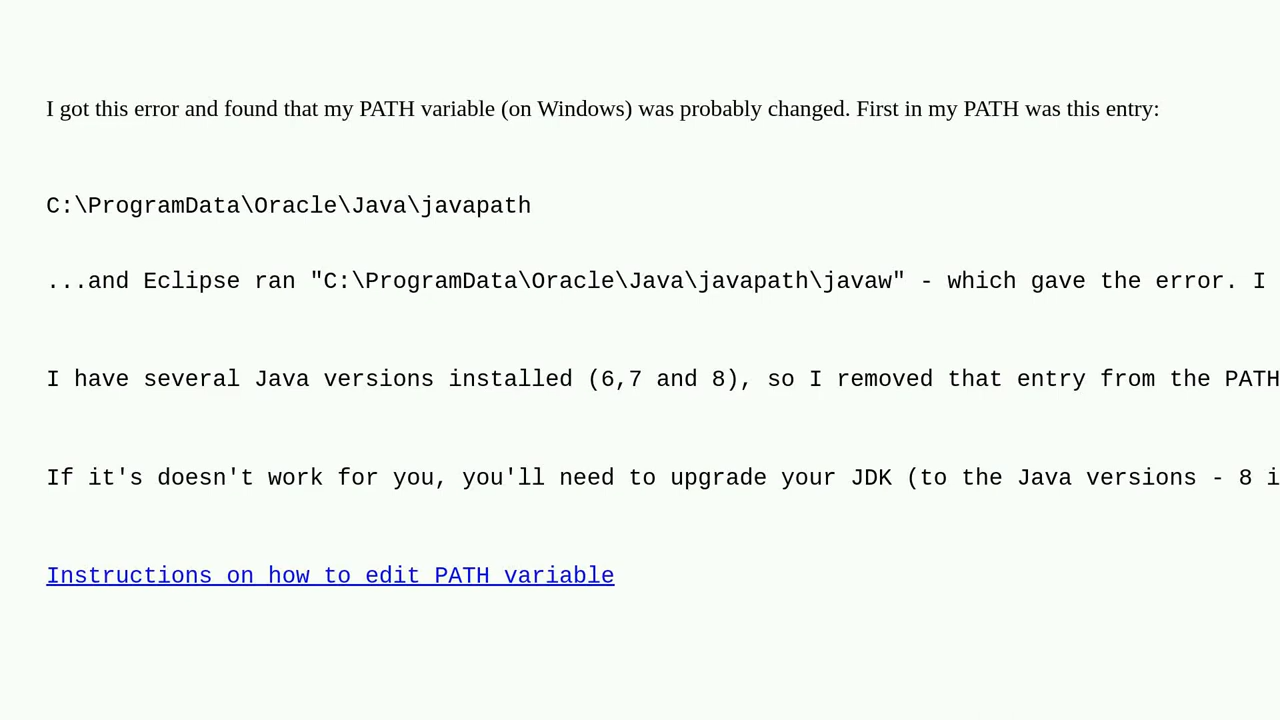 I got this error and found that my PATH variable (on Windows) was probably changed. First in my PATH was this entry:
C:\ProgramData\Oracle\Java\javapath
...and Eclipse ran "C:\ProgramData\Oracle\Java\javapath\javaw" - which gave the error. I
I have several Java versions installed (6,7 and 8), so I removed that entry from the PATH
If it's doesn't work for you, you'll need to upgrade your JDK (to the Java versions - 8 i
Instructions on how to edit PATH variable